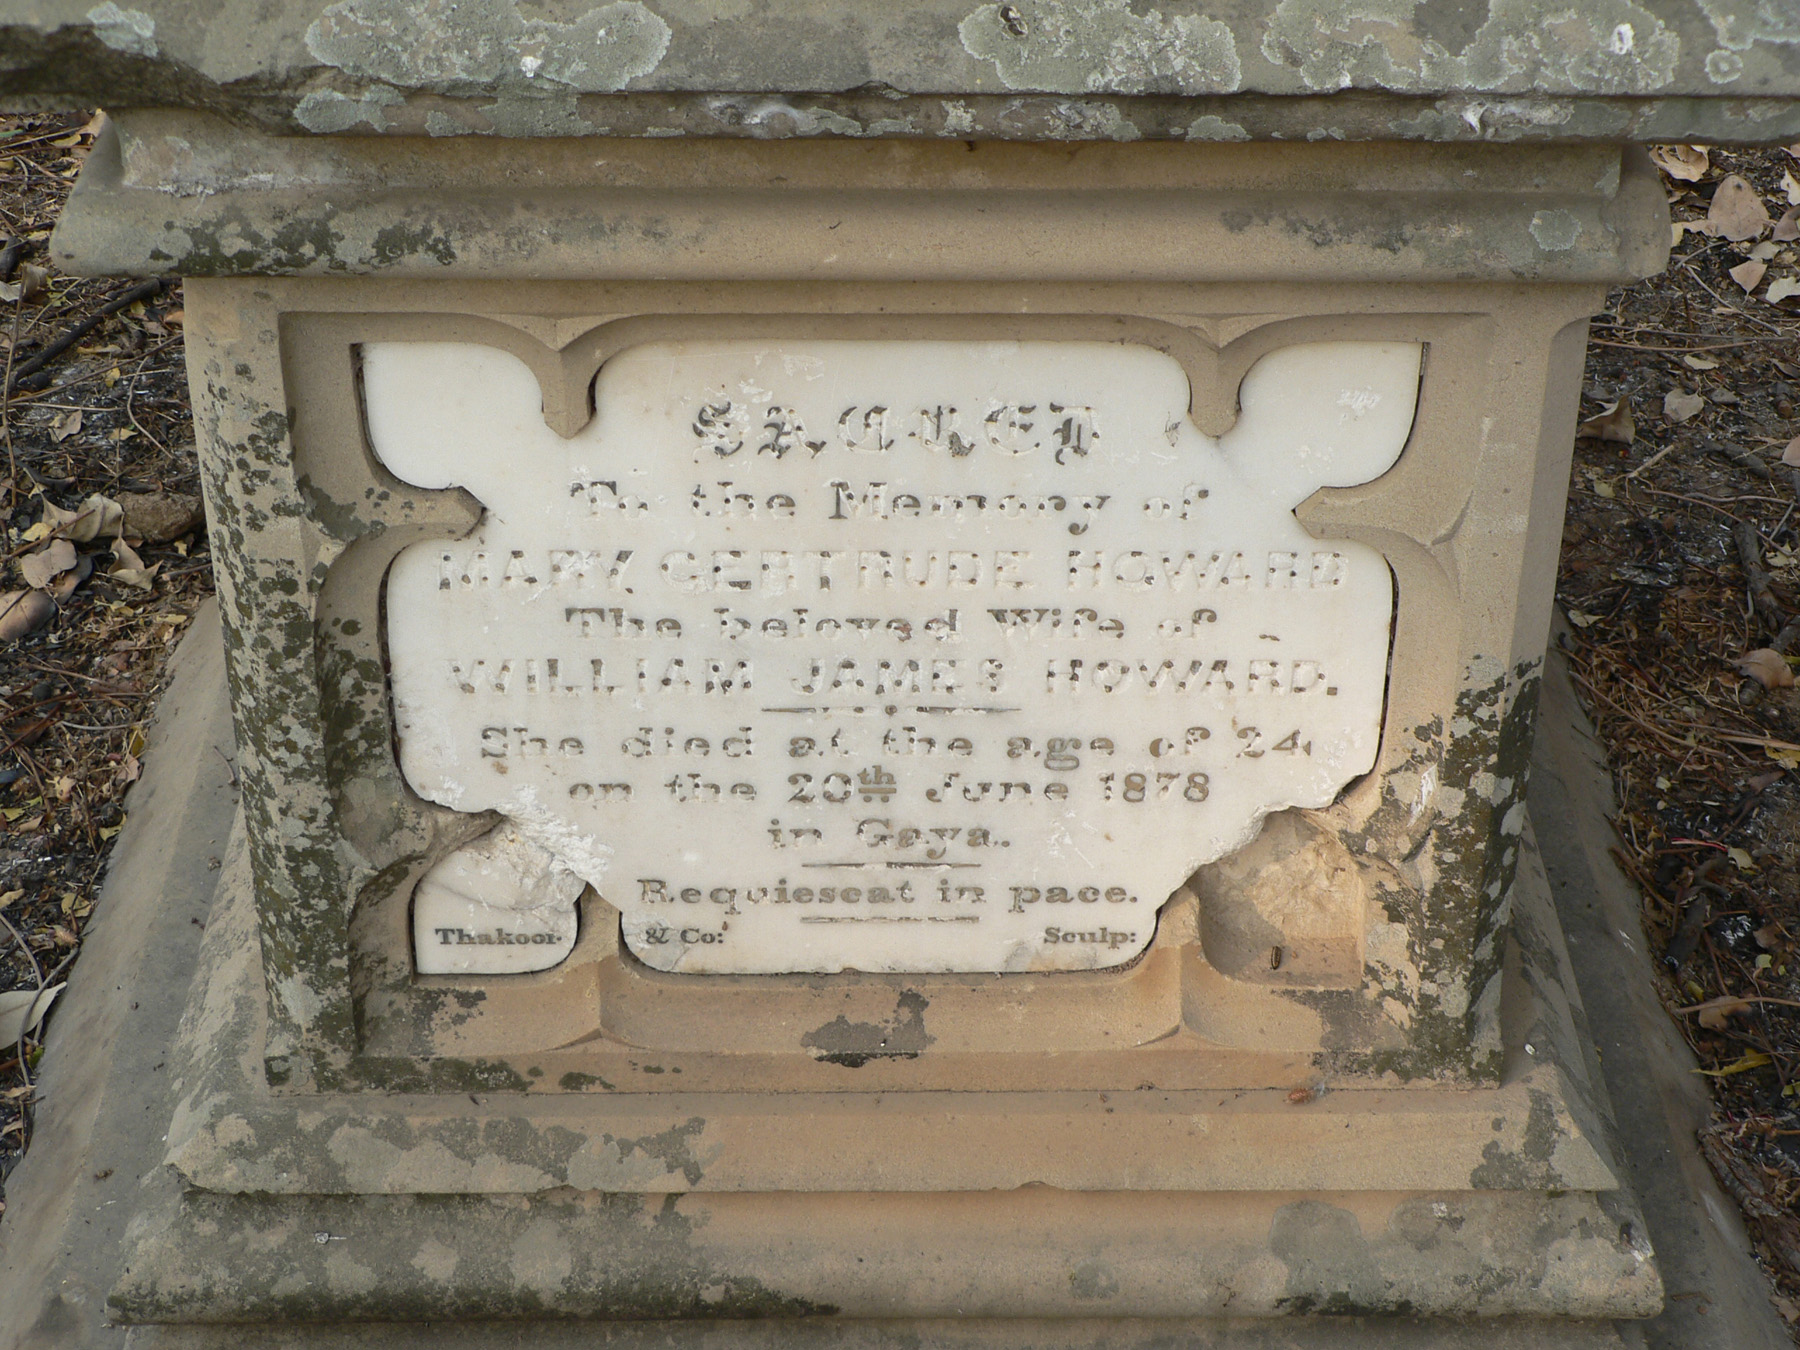 SACRED
To the Memory of
MARY GERTRUDE HOWARD
The beloved Wife of
WILLIAM JAMES HOWARD.
She died at the age of 24
on the 20th June 1878
in Gaya.
Requiescat in pace.
Thakoor & Co: Sculp: